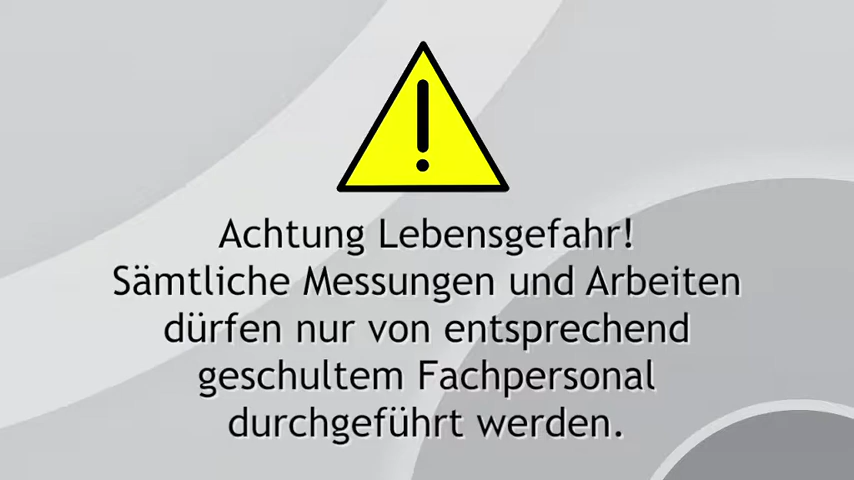 Achtung Lebensgefahr!
Sämtliche Messungen und Arbeiten
dürfen nur von entsprechend
geschultem Fachpersonal
durchgeführt werden.